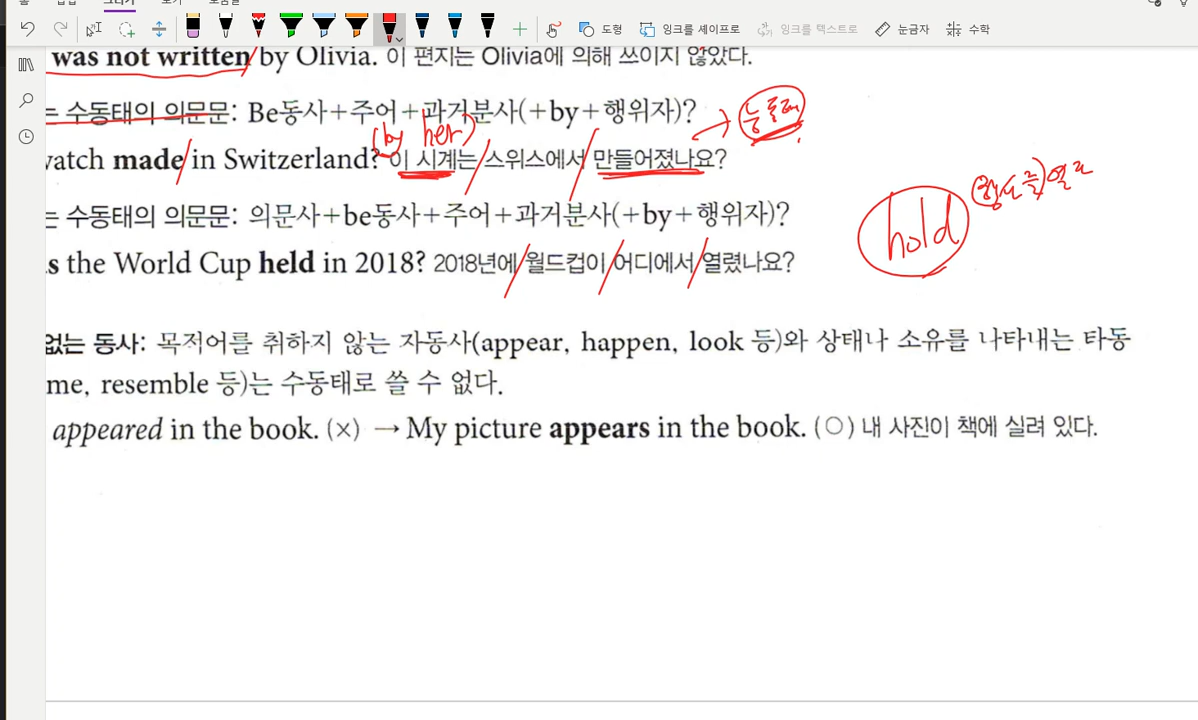 도형 잉크를 셰이프로 잉크를 텍스트로 눈금자 수학
was not written by Olivia. 이 편지는 Olivia에 의해 쓰이지 않았다.
는 수동태의 의문문: Be동사+주어+과거분사(+by+행위자)?
(by her)
watch made in Switzerland? 이 시계는 스위스에서 만들어졌나요?
는 수동태의 의문문: 의문사+be동사+주어+과거분사(+by+행위자)?
hold
s the World Cup held in 2018? 2018년에 월드컵이 어디에서 열렸나요?
없는 동사: 목적어를 취하지 않는 자동사(appear, happen, look 등)와 상태나 소유를 나타내는 타동
me, resemble 등)는 수동태로 쓸 수 없다.
appeared in the book. (×) → My picture appears in the book. (○) 내 사진이 책에 실려 있다.